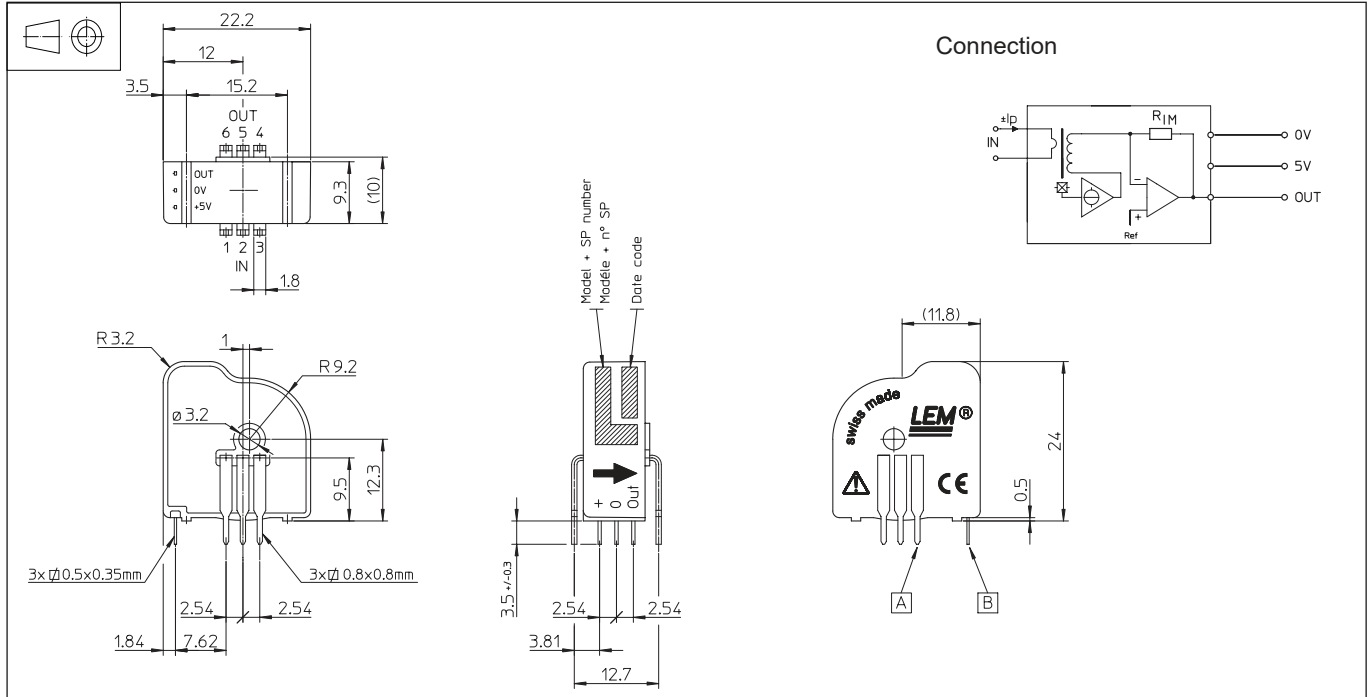 22.2
12
3.5
15.2
OUT
6 5 4
OUT
0V
+5V
9.3
(10)
1 2 3
IN
1.8
Connection
±Ip
IN
RIM
0V
5V
OUT
-
+
Ref
R3.2
1
R9.2
ø3.2
9.5
12.3
3x 0.5x0.35mm
3x 0.8x0.8mm
2.54
2.54
1.84
7.62
Model + SP number
Modéle + n° SP
Date code
+
0
Out
3.5 +/-0.3
2.54
2.54
3.81
12.7
(11.8)
swiss made
LEM®
CE
24
0.5
A
B